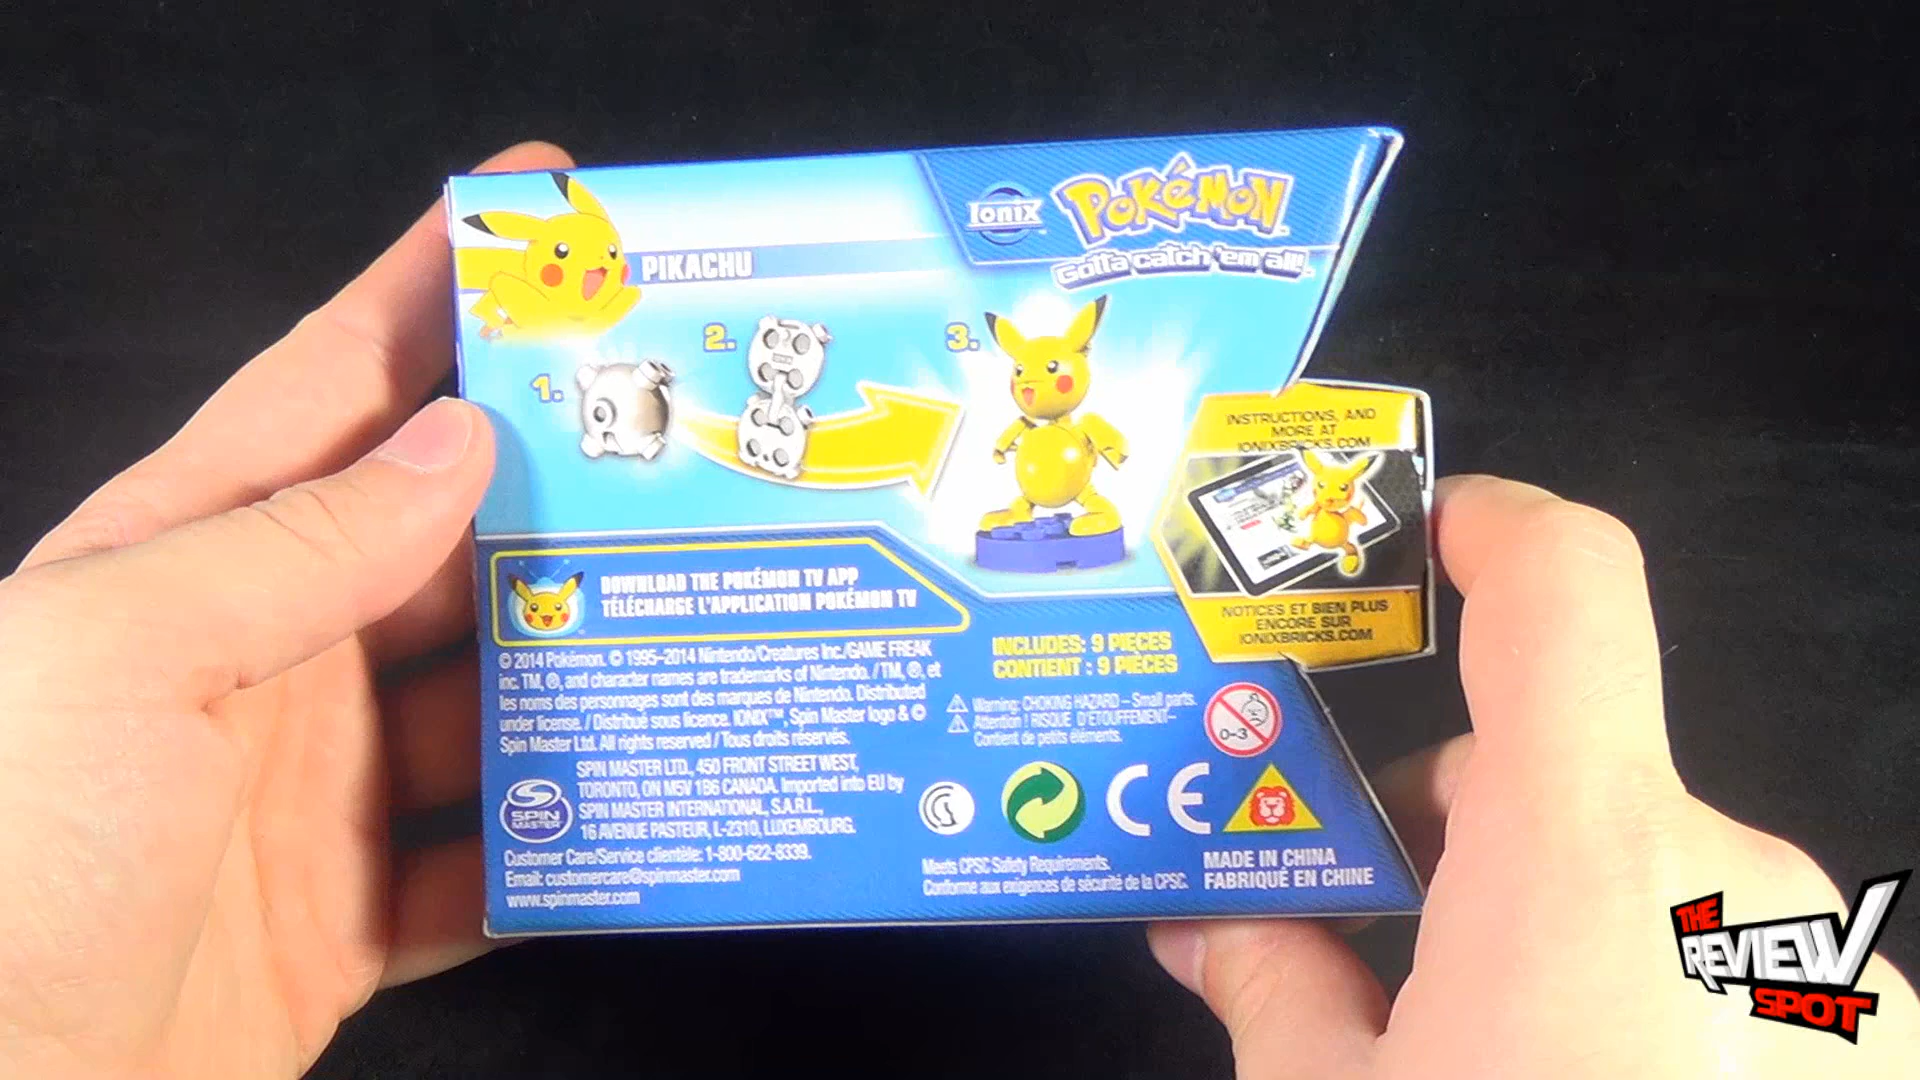 Ionix
POKéMON
Gotta catch 'em all!
PIKACHU
1.
2.
3.
INSTRUCTIONS, AND
MORE AT
IONIXBRICKS.COM
NOTICES ET BIEN PLUS
ENCORE SUR
IONIXBRICKS.COM
DOWNLOAD THE POKÉMON TV APP
TÉLÉCHARGE L'APPLICATION POKÉMON TV
© 2014 Pokémon. © 1995–2014 Nintendo/Creatures Inc./GAME FREAK
inc. TM, ®, and character names are trademarks of Nintendo. / TM, ®, et
les noms des personnages sont des marques de Nintendo. Distributed
under license. / Distribué sous licence. IONIX™, Spin Master logo & ©
Spin Master Ltd. All rights reserved / Tous droits réservés.
SPIN MASTER
SPIN MASTER LTD., 450 FRONT STREET WEST,
TORONTO, ON M5V 1B6 CANADA. Imported into EU by
SPIN MASTER INTERNATIONAL, S.A.R.L.,
16 AVENUE PASTEUR, L-2310, LUXEMBOURG.
Customer Care/Service clientèle: 1-800-622-8339.
Email: customercare@spinmaster.com
www.spinmaster.com
INCLUDES: 9 PIECES
CONTIENT : 9 PIÈCES
Warning: CHOKING HAZARD – Small parts.
Attention ! RISQUE D'ETOUFFEMENT–
Contient de petits éléments.
0-3
CE
Meets CPSC Safety Requirements.
Conforme aux exigences de sécurité de la CPSC.
MADE IN CHINA
FABRIQUÉ EN CHINE
THE
REVIEW
SPOT